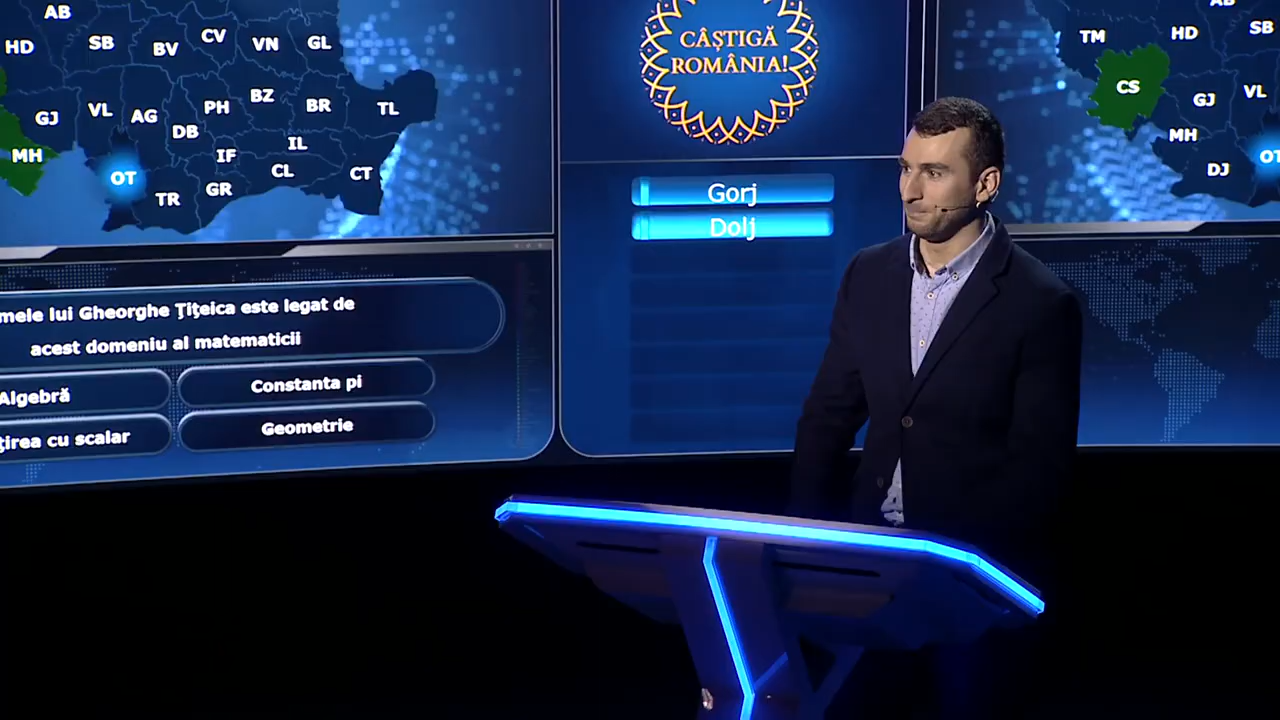 AB
HD
SB
BV
CV
VN
GL
GJ
VL
AG
PH
BZ
BR
TL
DB
MH
IF
IL
OT
TR
GR
CL
CT
mele lui Gheorghe Țițeica este legat de
acest domeniu al matematicii
Algebră
Constanta pi
țirea cu scalar
Geometrie
CÂȘTIGĂ
ROMÂNIA!
Gorj
Dolj
AB
TM
HD
SB
CS
GJ
VL
MH
DJ
OT